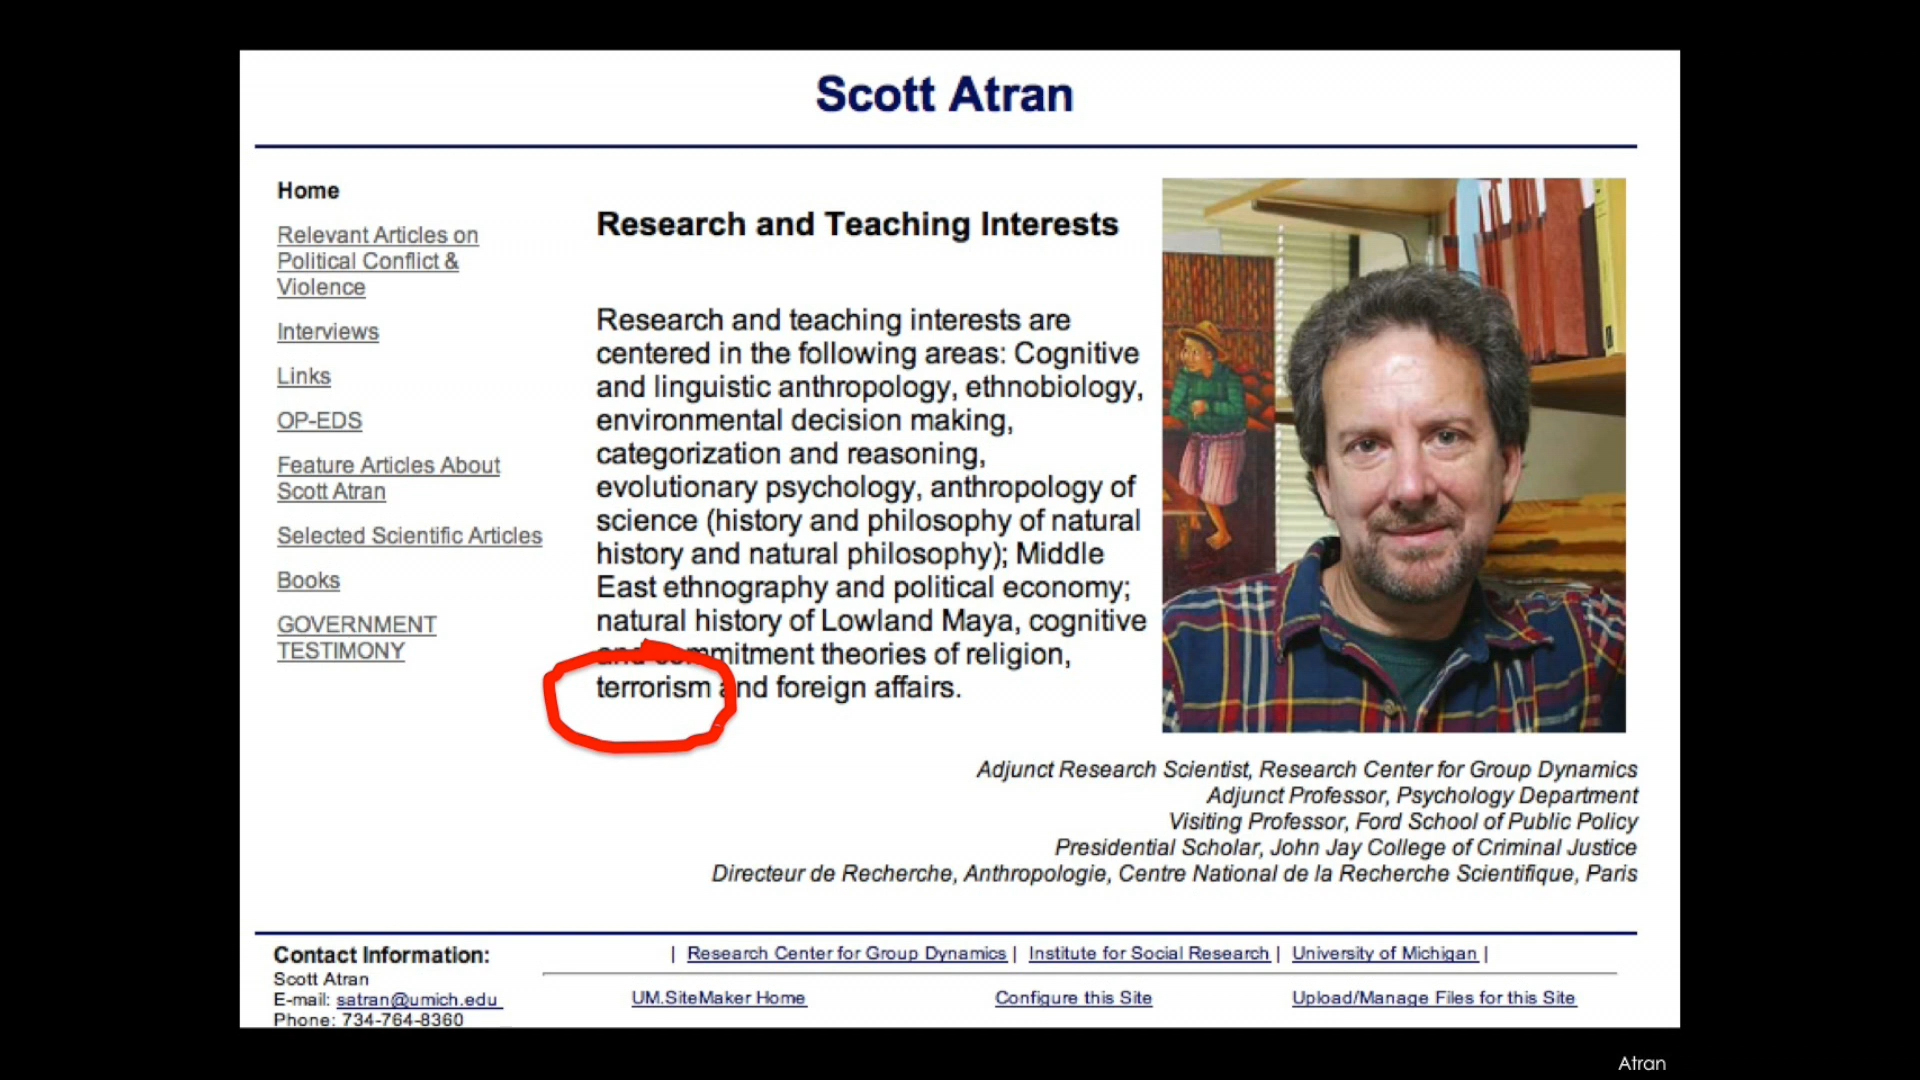 Scott Atran
Home
Relevant Articles on
Political Conflict &
Violence
Interviews
Links
OP-EDS
Feature Articles About
Scott Atran
Selected Scientific Articles
Books
GOVERNMENT
TESTIMONY
Research and Teaching Interests
Research and teaching interests are
centered in the following areas: Cognitive
and linguistic anthropology, ethnobiology,
environmental decision making,
categorization and reasoning,
evolutionary psychology, anthropology of
science (history and philosophy of natural
history and natural philosophy); Middle
East ethnography and political economy;
natural history of Lowland Maya, cognitive
and commitment theories of religion,
terrorism and foreign affairs.
Adjunct Research Scientist, Research Center for Group Dynamics
Adjunct Professor, Psychology Department
Visiting Professor, Ford School of Public Policy
Presidential Scholar, John Jay College of Criminal Justice
Directeur de Recherche, Anthropologie, Centre National de la Recherche Scientifique, Paris
Contact Information:
Scott Atran
E-mail: satran@umich.edu
Phone: 734-764-8360
| Research Center for Group Dynamics | Institute for Social Research | University of Michigan |
UM.SiteMaker Home Configure this Site Upload/Manage Files for this Site
Atran